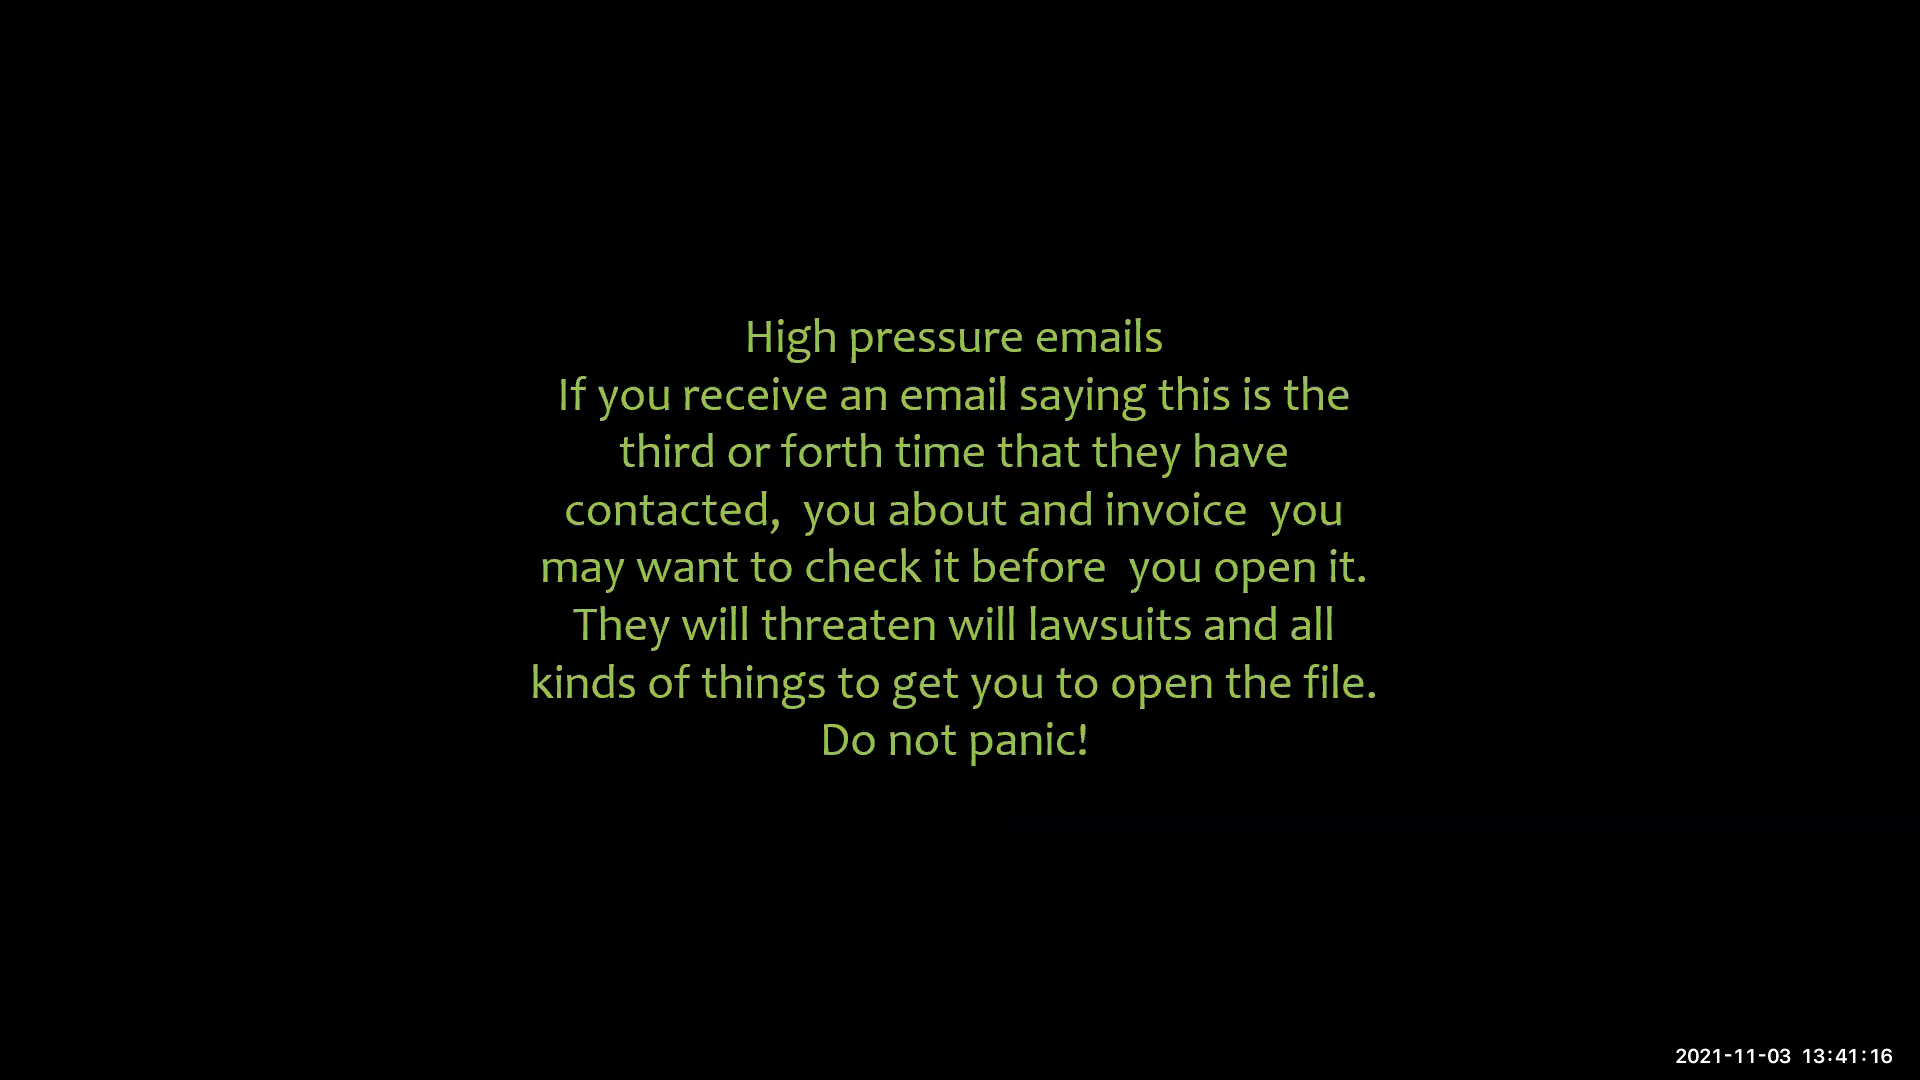 High pressure emails
If you receive an email saying this is the
third or forth time that they have
contacted,  you about and invoice  you
may want to check it before  you open it.
They will threaten will lawsuits and all
kinds of things to get you to open the file.
Do not panic!
2021-11-03 13:41:16